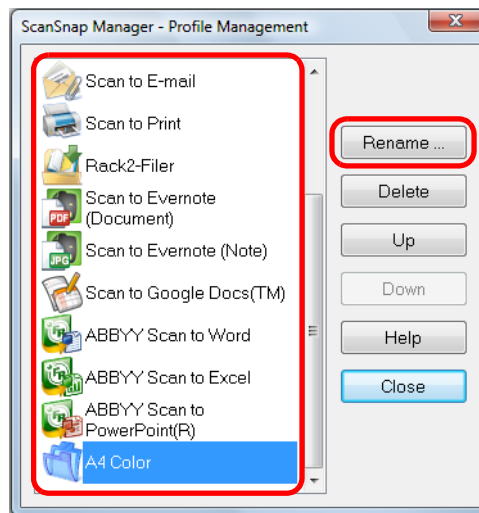 ScanSnap Manager - Profile Management
Scan to E-mail
Scan to Print
Rack2-Filer
Scan to Evernote
(Document)
PDF
Scan to Evernote (Note)
JPG
Scan to Google Docs(TM)
ABBYY Scan to Word
ABBYY Scan to Excel
ABBYY Scan to
PowerPoint(R)
A4 Color
Rename ...
Delete
Up
Down
Help
Close